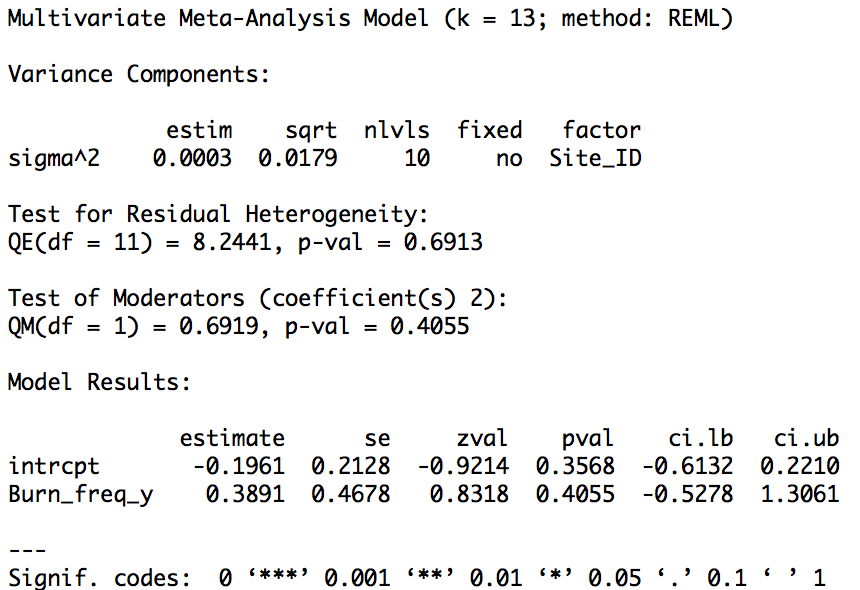 Multivariate Meta-Analysis Model (k = 13; method: REML)
Variance Components:
estim sqrt nlvls fixed factor
sigma^2 0.0003 0.0179 10 no Site_ID
Test for Residual Heterogeneity:
QE(df = 11) = 8.2441, p-val = 0.6913
Test of Moderators (coefficient(s) 2):
QM(df = 1) = 0.6919, p-val = 0.4055
Model Results:
estimate se zval pval ci.lb ci.ub
intrcpt -0.1961 0.2128 -0.9214 0.3568 -0.6132 0.2210
Burn_freq_y 0.3891 0.4678 0.8318 0.4055 -0.5278 1.3061
---
Signif. codes: 0 ‘***’ 0.001 ‘**’ 0.01 ‘*’ 0.05 ‘.’ 0.1 ‘ ’ 1